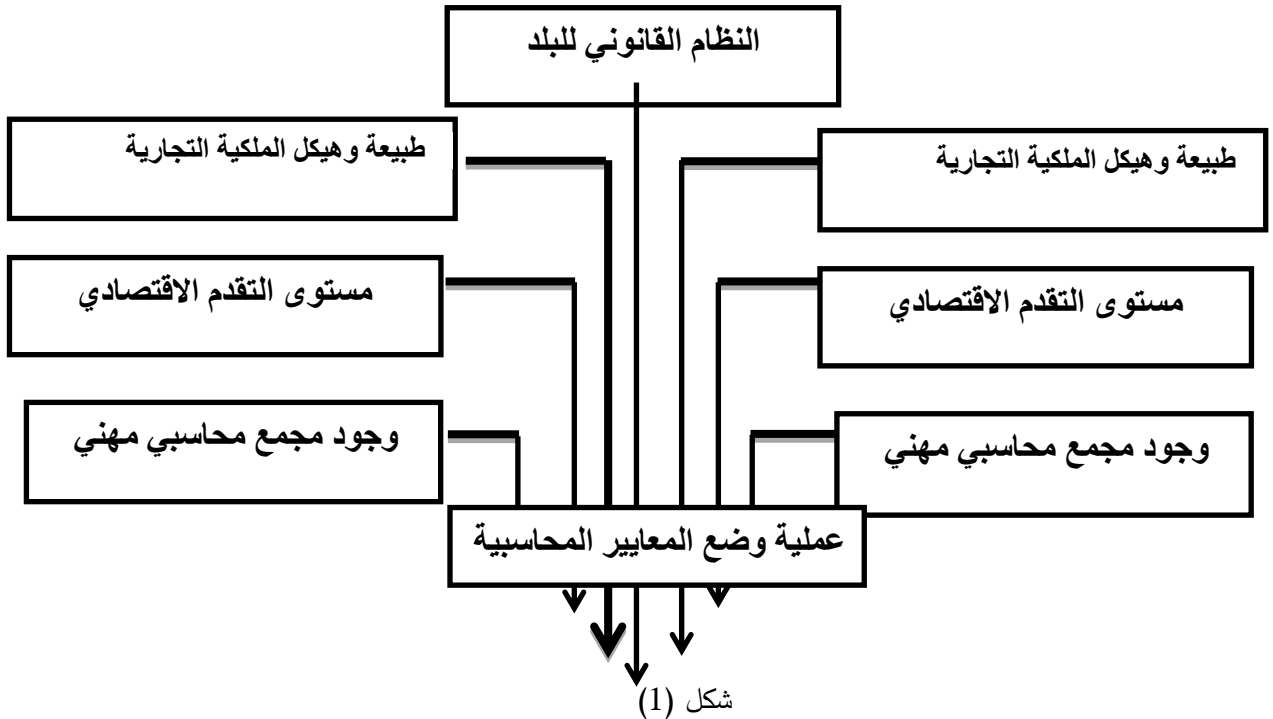 النظام القانوني للبلد
طبيعة وهيكل الملكية التجارية
طبيعة وهيكل الملكية التجارية
مستوى التقدم الاقتصادي
مستوى التقدم الاقتصادي
وجود مجمع محاسبي مهني
وجود مجمع محاسبي مهني
عملية وضع المعايير المحاسبية
شكل (1)